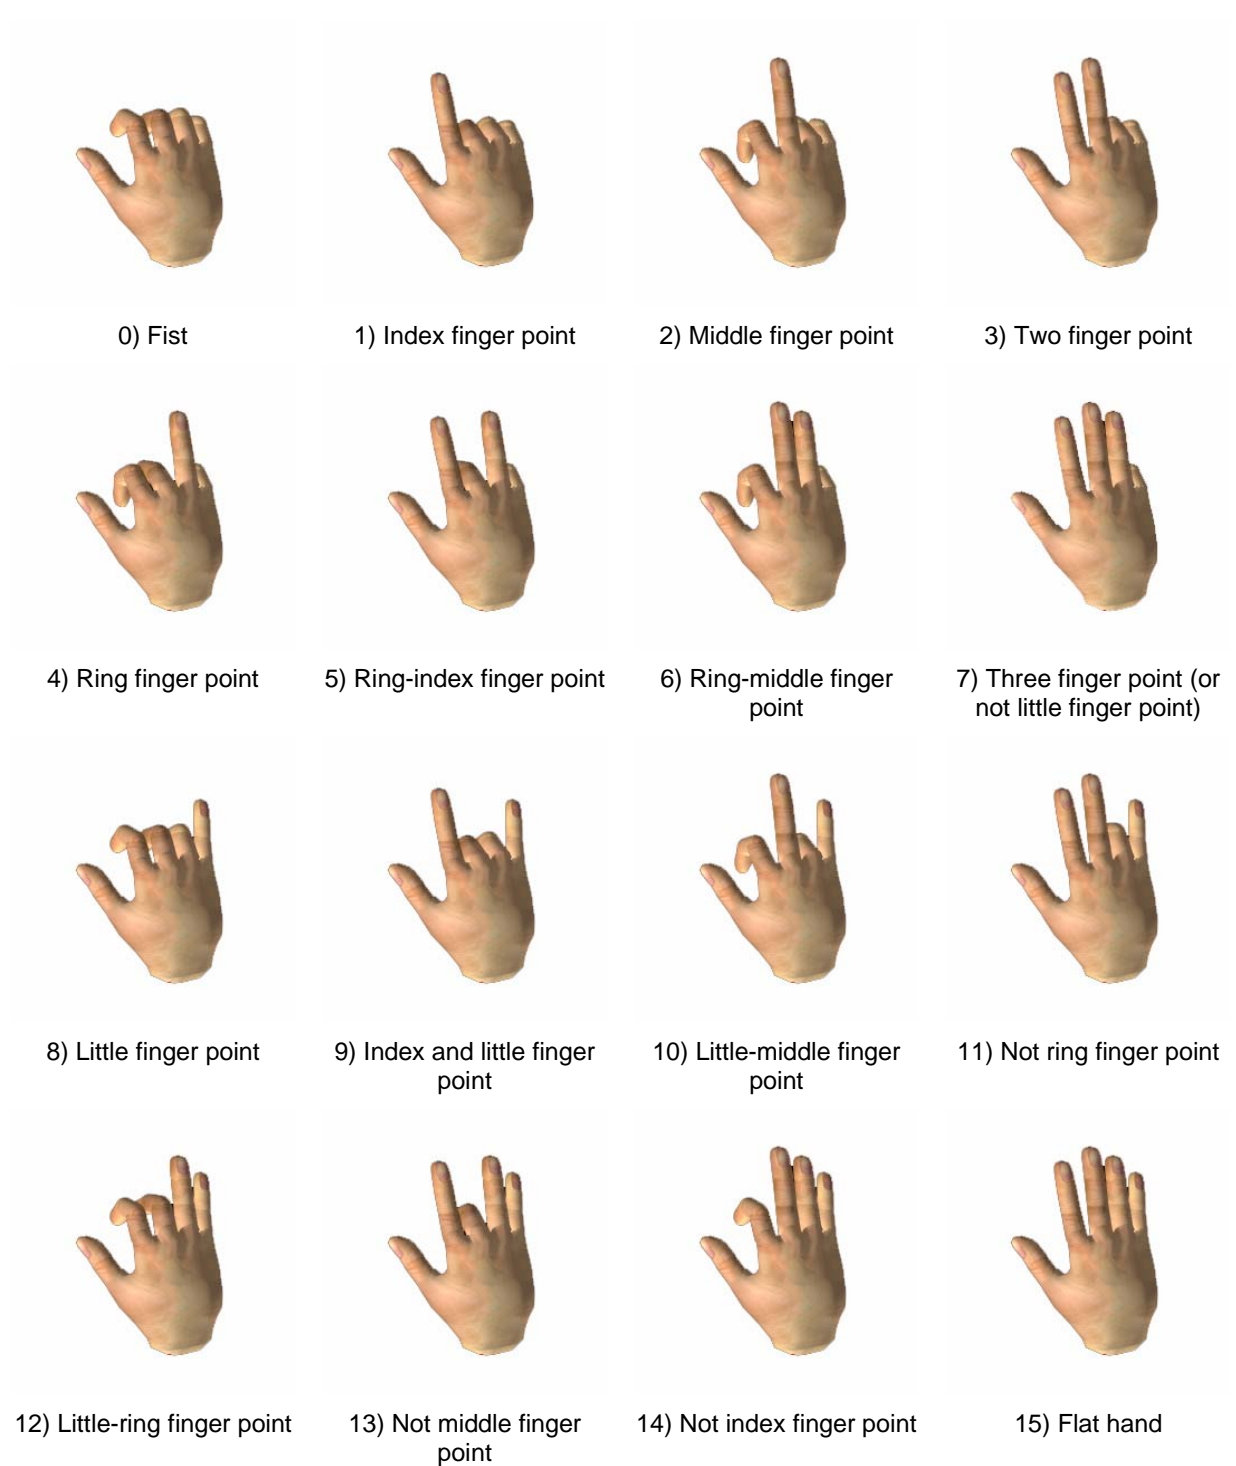 0) Fist
1) Index finger point
2) Middle finger point
3) Two finger point
4) Ring finger point
5) Ring-index finger point
6) Ring-middle finger
point
7) Three finger point (or
not little finger point)
8) Little finger point
9) Index and little finger
point
10) Little-middle finger
point
11) Not ring finger point
12) Little-ring finger point
13) Not middle finger
point
14) Not index finger point
15) Flat hand